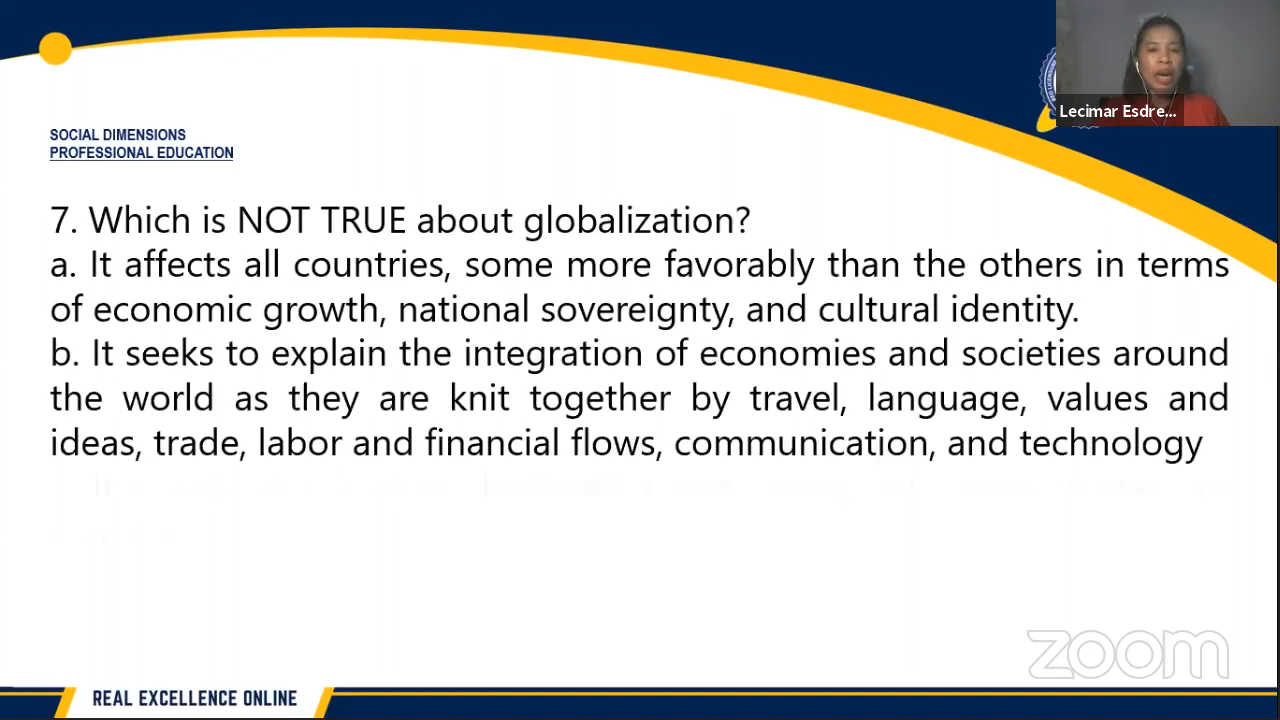 Lecimar Esdre...
SOCIAL DIMENSIONS
PROFESSIONAL EDUCATION
7. Which is NOT TRUE about globalization?
a. It affects all countries, some more favorably than the others in terms
of economic growth, national sovereignty, and cultural identity.
b. It seeks to explain the integration of economies and societies around
the world as they are knit together by travel, language, values and
ideas, trade, labor and financial flows, communication, and technology
zoom
REAL EXCELLENCE ONLINE